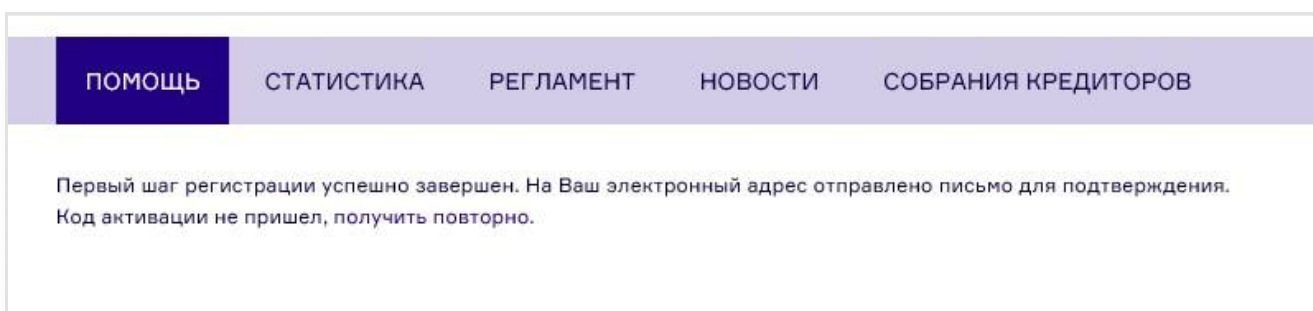 ПОМОЩЬ СТАТИСТИКА РЕГЛАМЕНТ НОВОСТИ СОБРАНИЯ КРЕДИТОРОВ
Первый шаг регистрации успешно завершен. На Ваш электронный адрес отправлено письмо для подтверждения.
Код активации не пришел, получить повторно.